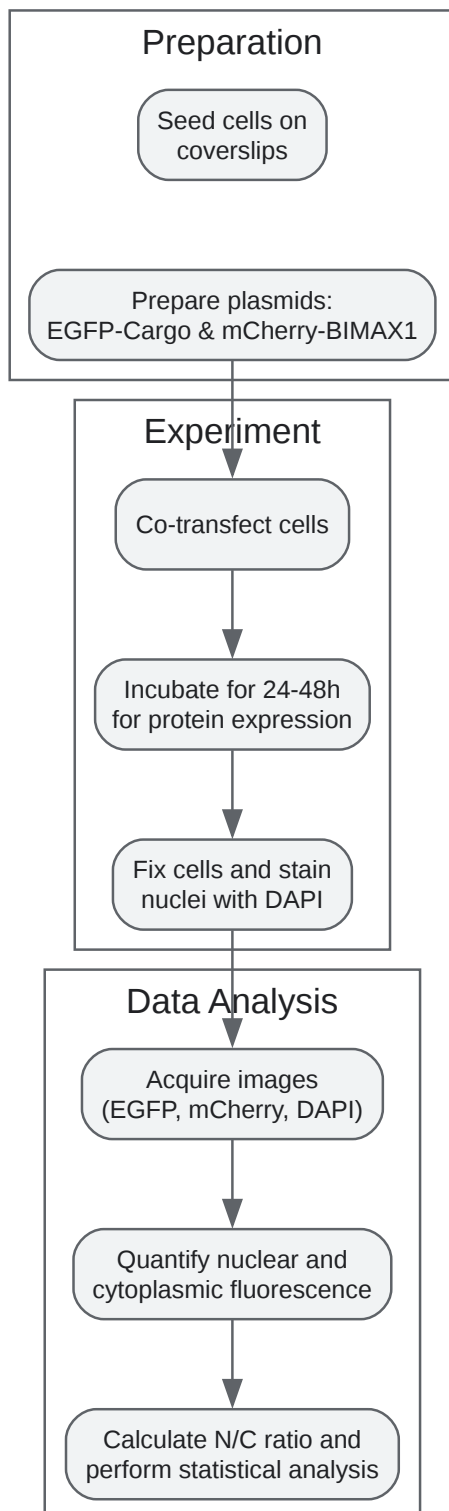 Preparation
Seed cells on
coverslips
Prepare plasmids:
EGFP-Cargo & mCherry-BIMAX1
Experiment
Co-transfect cells
Incubate for 24-48h
for protein expression
Fix cells and stain
nuclei with DAPI
Data Analysis
Acquire images
(EGFP, mCherry, DAPI)
Quantify nuclear and
cytoplasmic fluorescence
Calculate N/C ratio and
perform statistical analysis